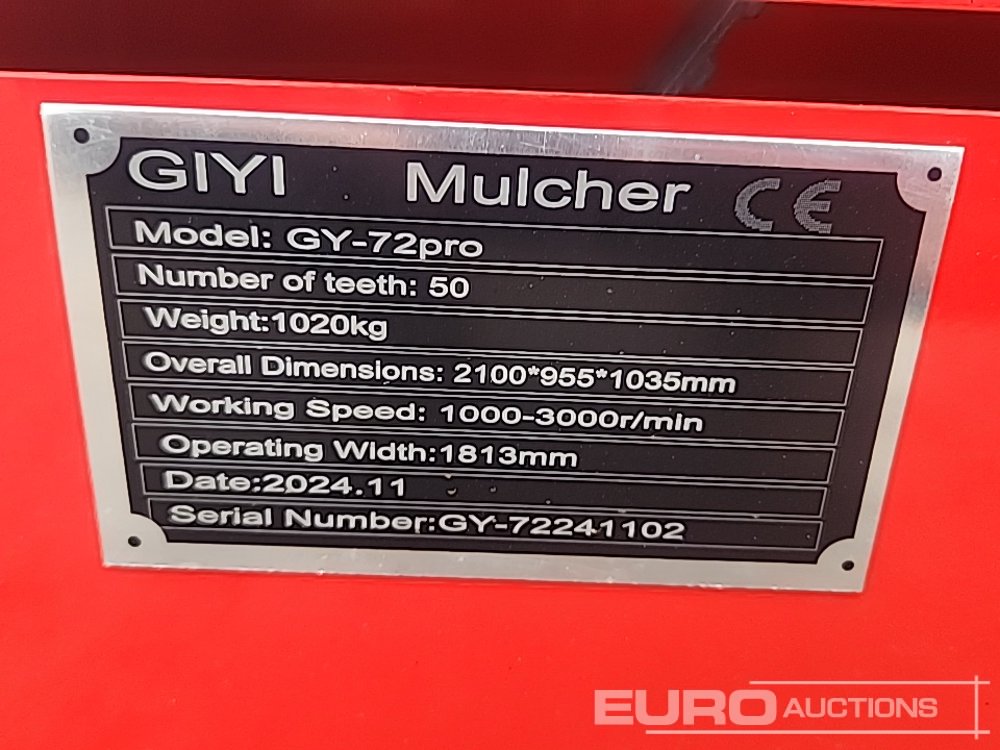 GIYI Mulcher CE
Model: GY-72pro
Number of teeth: 50
Weight:1020kg
Overall Dimensions: 2100*955*1035mm
Working Speed: 1000-3000r/min
Operating Width:1813mm
Date:2024.11
Serial Number:GY-72241102
EURO AUCTIONS